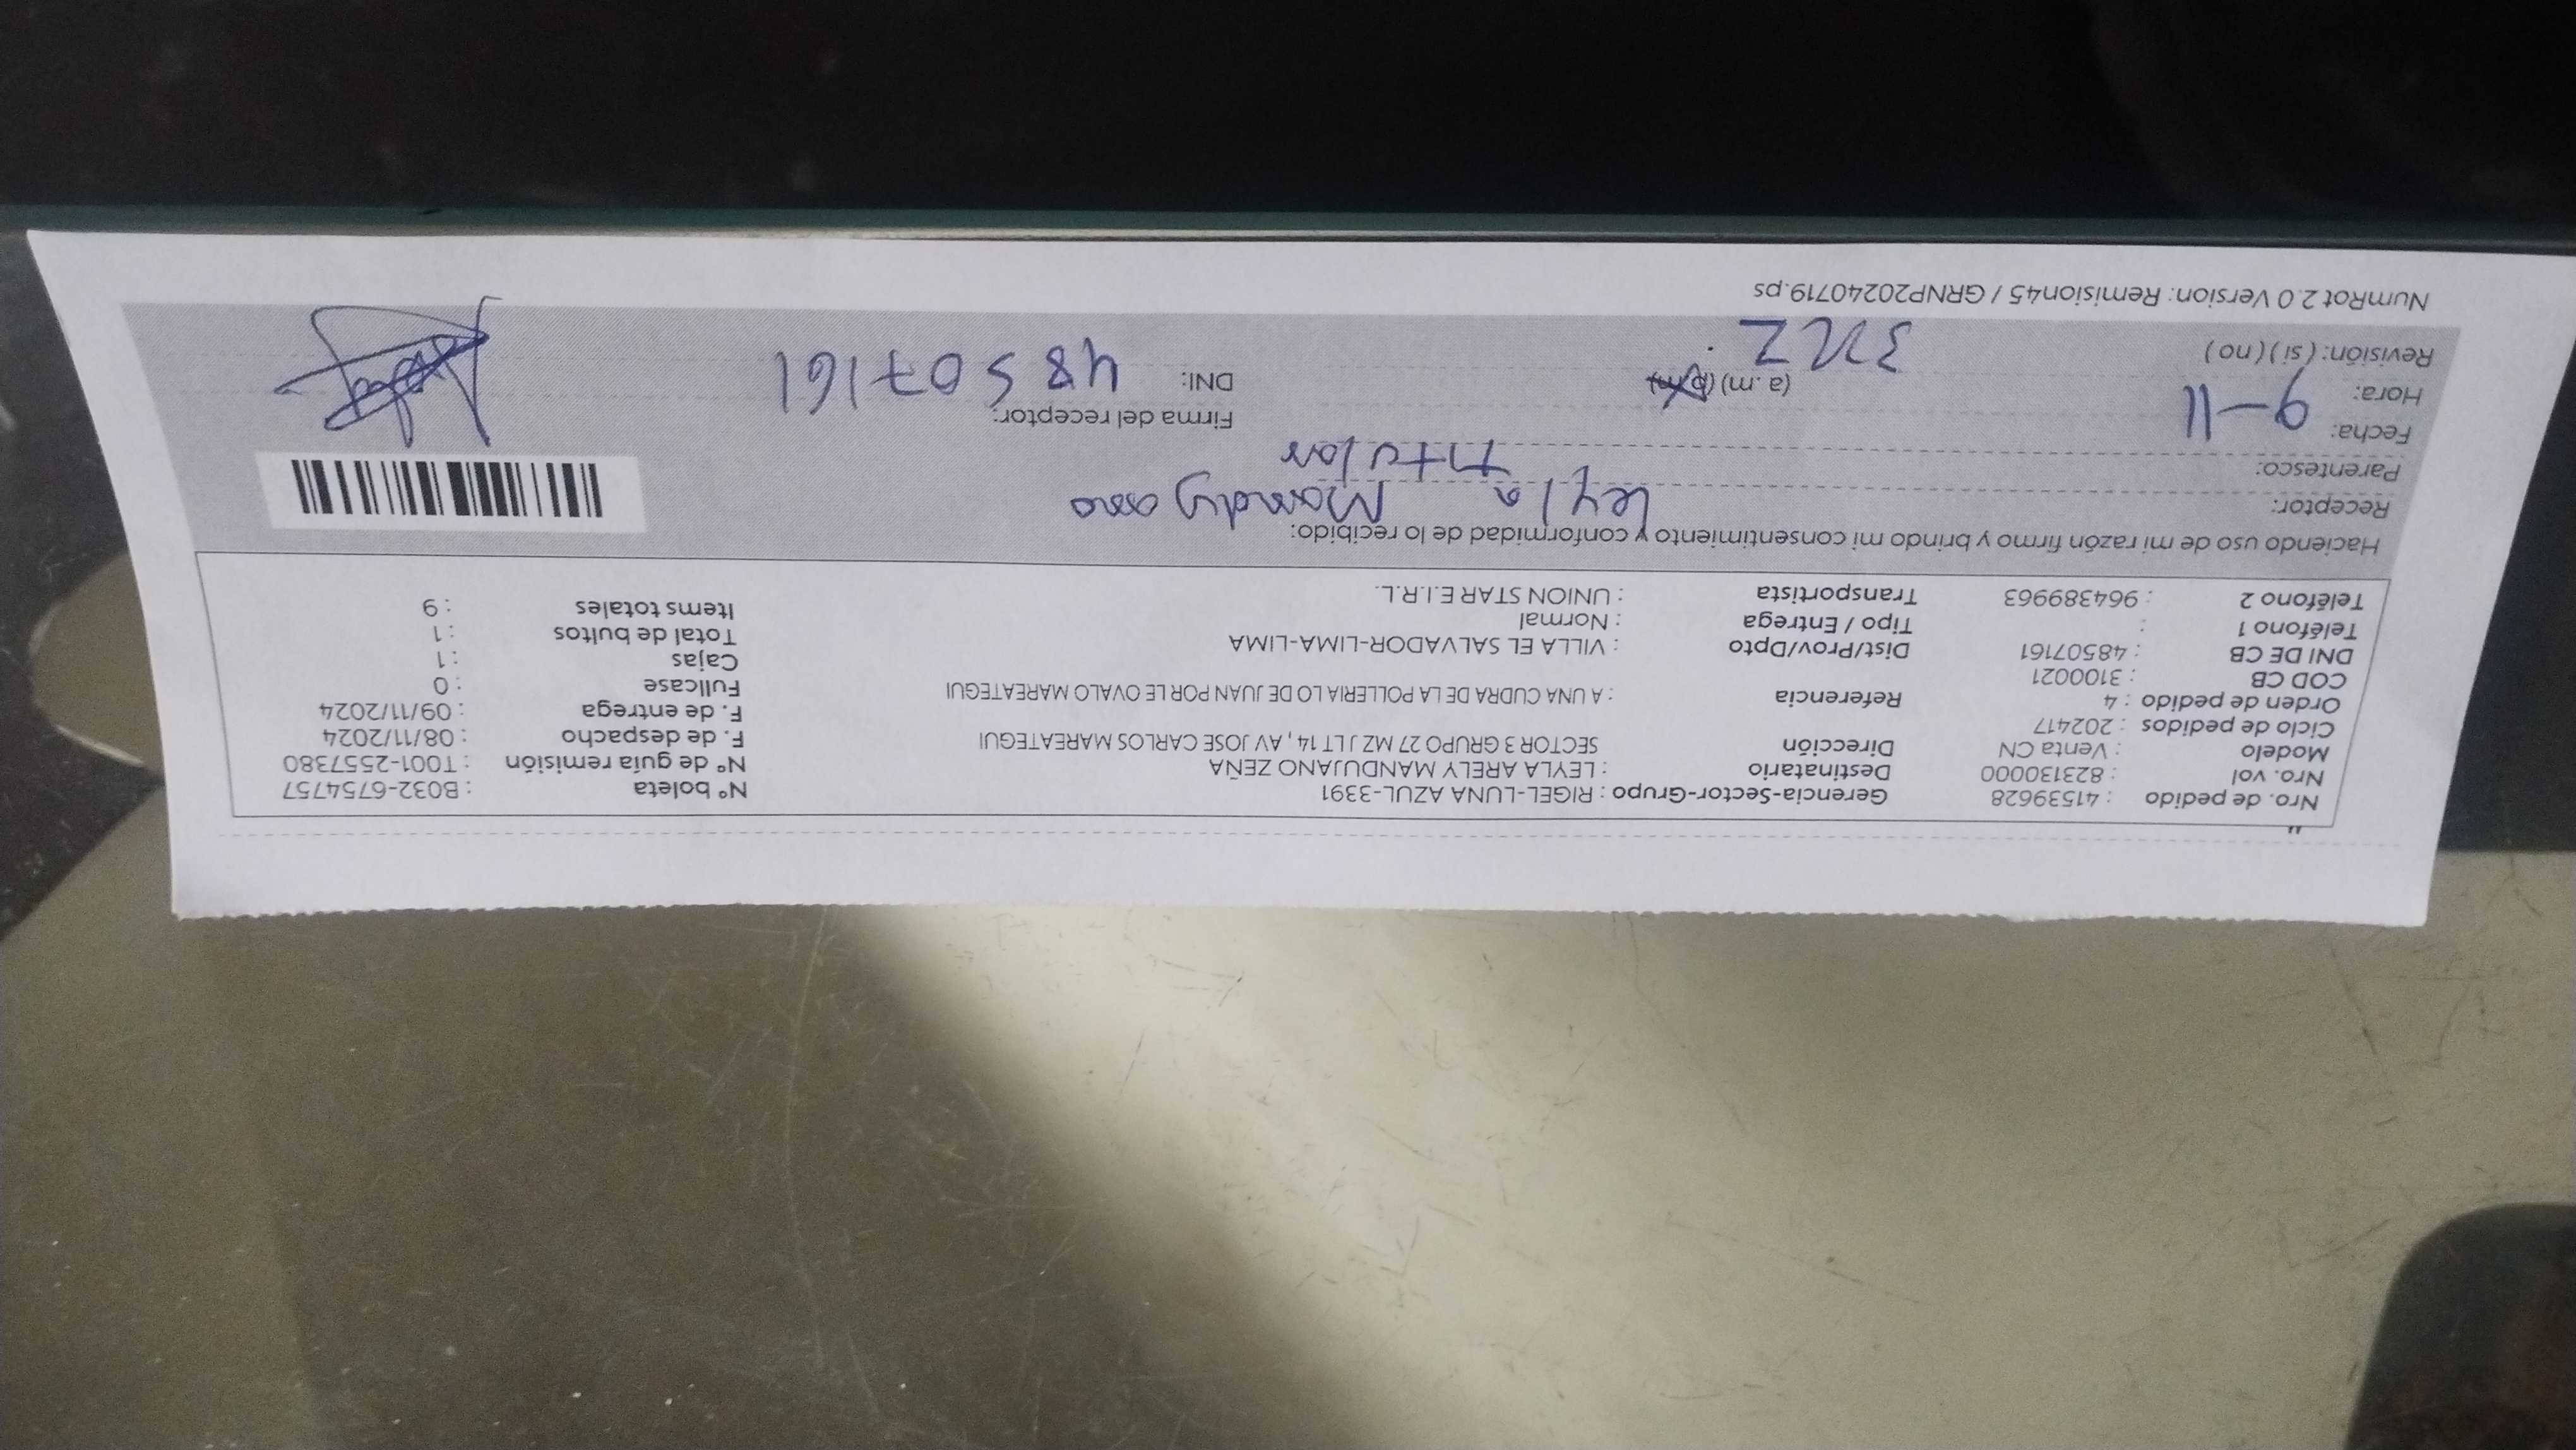 Nro. de pedido : 41539628 Gerencia-Sector-Grupo : RIGEL-LUNA AZUL-3391 N° boleta : B032-6754757
Nro. vol : 823130000 Destinatario : LEYLA ARELY MANDUJANO ZEÑA N° de guía remisión : T001-2557380
Modelo : Venta CN Dirección SECTOR 3 GRUPO 27 MZ J LT 14 , AV JOSE CARLOS MAREATEGUI F. de despacho : 08/11/2024
Ciclo de pedidos : 202417 F. de entrega : 09/11/2024
Orden de pedido : 4 Referencia : A UNA CUDRA DE LA POLLERIA LO DE JUAN POR LE OVALO MAREATEGUI Fullcase : 0
COD CB : 3100021 Cajas : 1
DNI DE CB : 48507161 Dist/Prov/Dpto : VILLA EL SALVADOR-LIMA-LIMA Total de bultos : 1
Teléfono 1 : Tipo / Entrega : Normal Items totales : 9
Teléfono 2 : 964389963 Transportista : UNION STAR E.I.R.L.
Haciendo uso de mi razón firmo y brindo mi consentimiento y conformidad de lo recibido:
Receptor: Leyla Mandujano
Parentesco: titular
Fecha: 9-11 Firma del receptor:
Hora: (a.m) (p.m) DNI: 48507161
Revisión: ( si ) ( no )
NumRot 2.0 Version: Remision45 / GRNP20240719.ps